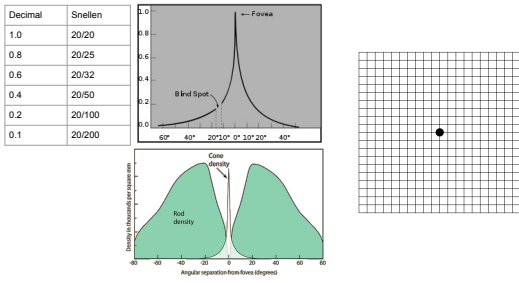 Decimal Snellen
1.0 20/20
0.8 20/25
0.6 20/32
0.4 20/50
0.2 20/100
0.1 20/200
1.0
Fovea
0.8
0.6
0.4
Blind Spot
0.2
0.0
60° 40° 20° 10° 0° 10° 20° 40°
Cone
density
Rod
density
Density in thousands per square mm
-80 -60 -40 -20 0 20 40 60 80
Angular separation from fovea (degrees)